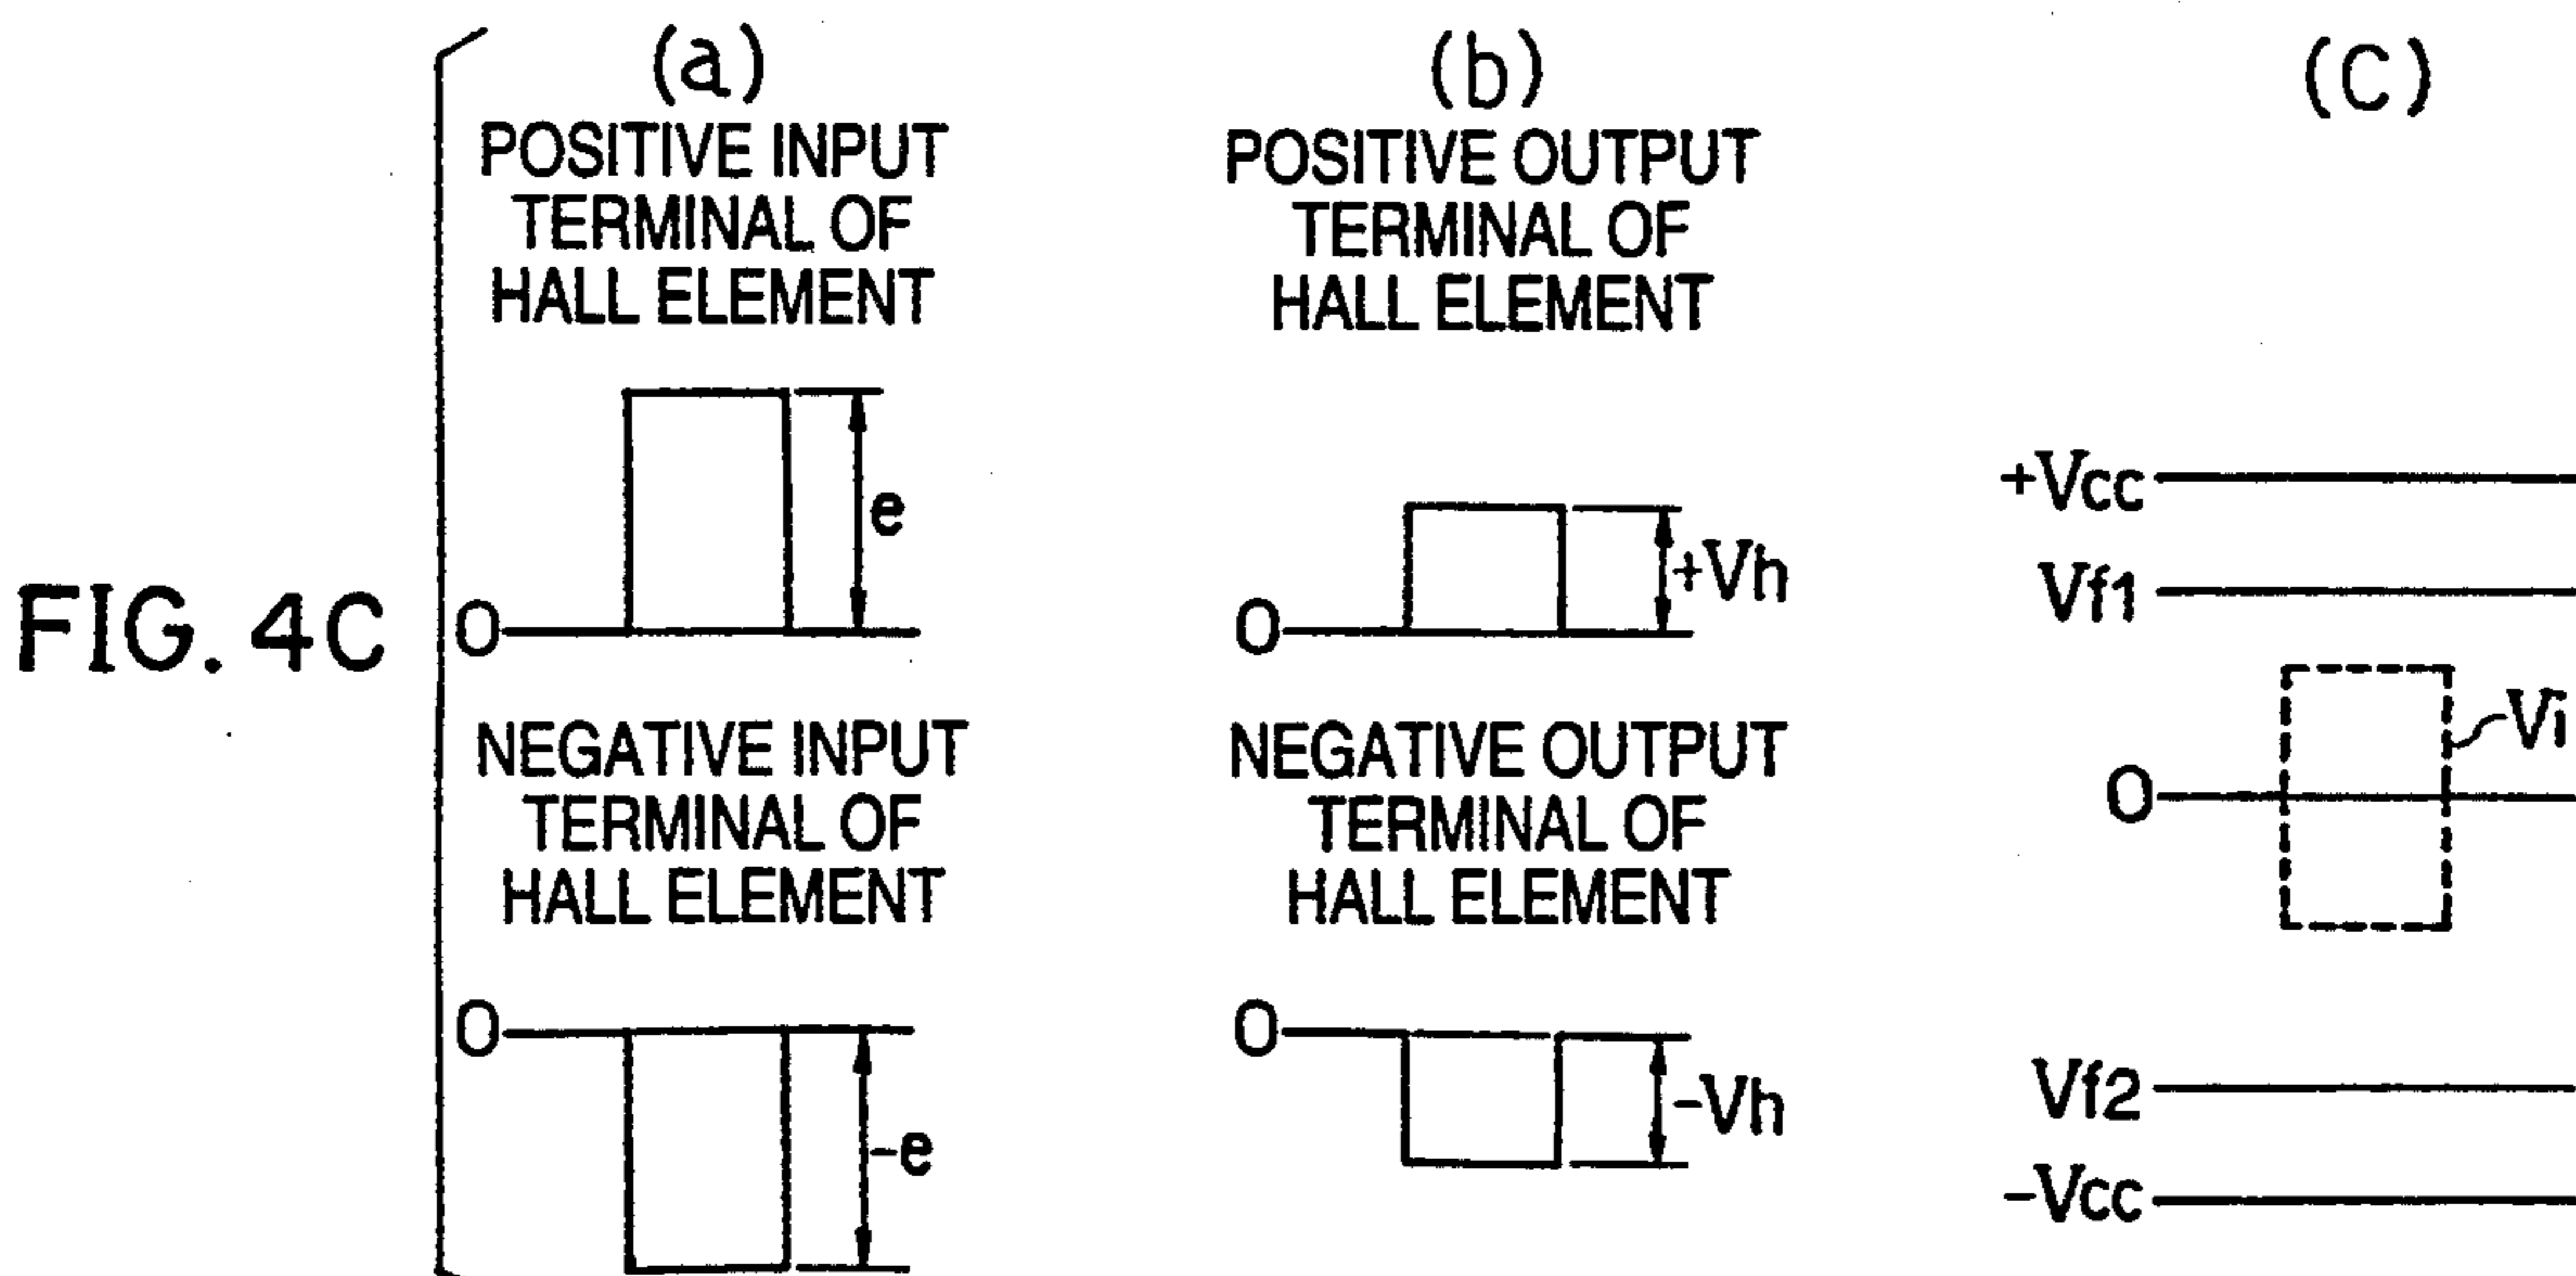 FIG. 4C
(a)
POSITIVE INPUT
TERMINAL OF
HALL ELEMENT
e
0
NEGATIVE INPUT
TERMINAL OF
HALL ELEMENT
0
-e
(b)
POSITIVE OUTPUT
TERMINAL OF
HALL ELEMENT
+Vh
0
NEGATIVE OUTPUT
TERMINAL OF
HALL ELEMENT
0
-Vh
(C)
+Vcc
Vf1
Vi
0
Vf2
-Vcc